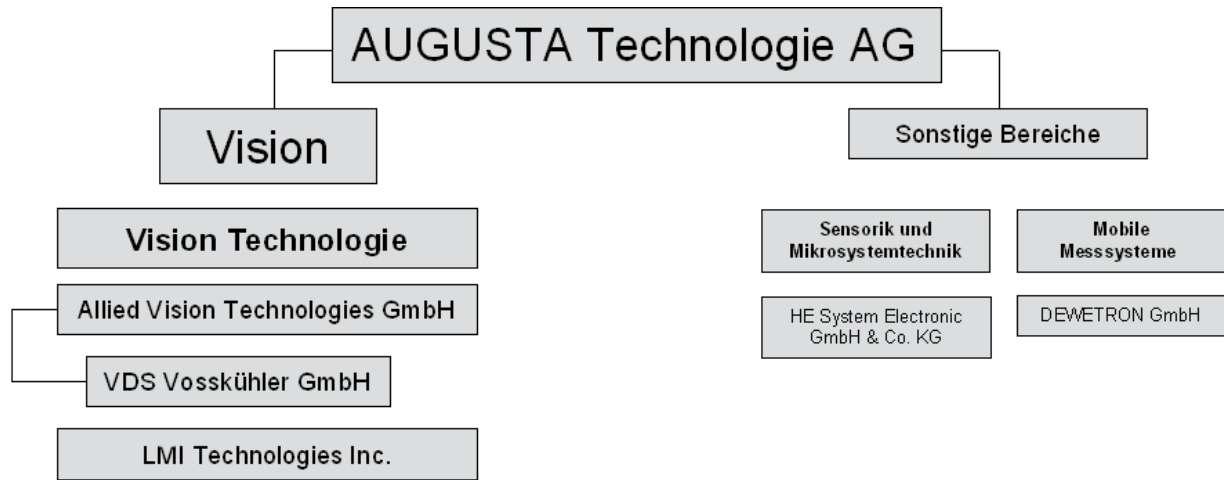 AUGUSTA Technologie AG
Vision
Sonstige Bereiche
Vision Technologie
Allied Vision Technologies GmbH
VDS Vosskühler GmbH
LMI Technologies Inc.
Sensorik und
Mikrosystemtechnik
HE System Electronic
GmbH & Co. KG
Mobile
Messsysteme
DEWETRON GmbH